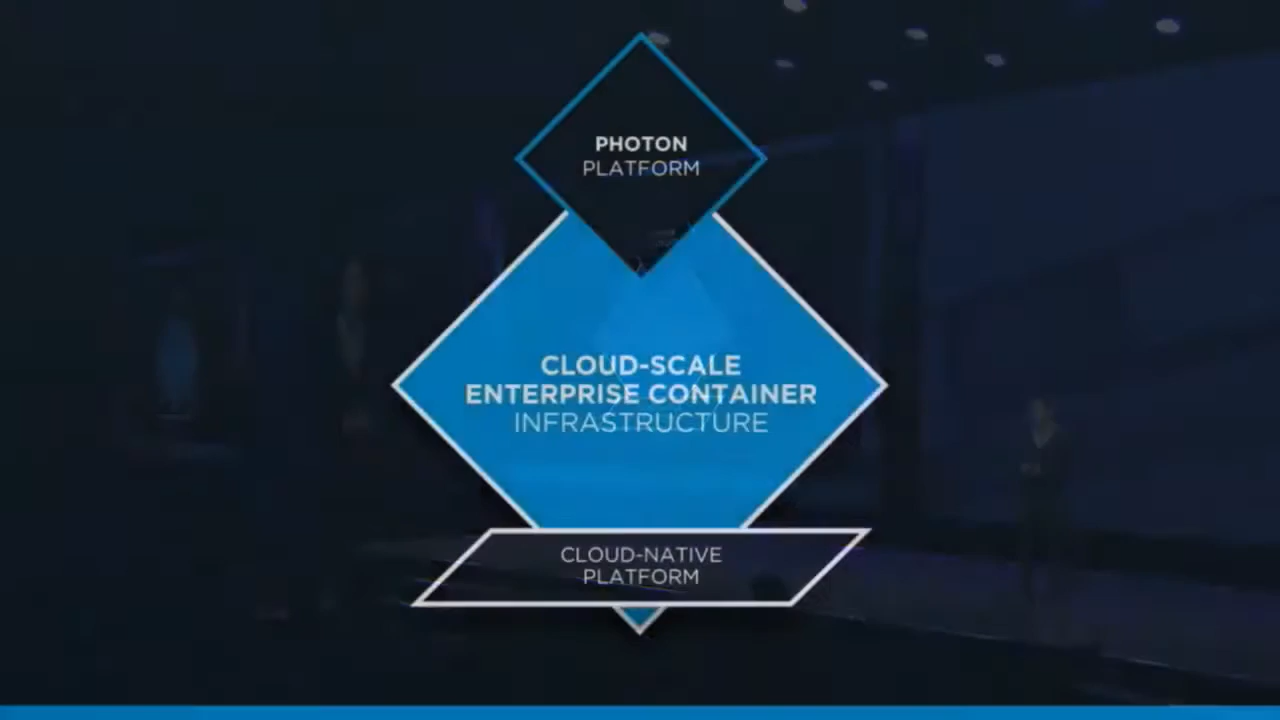 PHOTON
PLATFORM
CLOUD-SCALE
ENTERPRISE CONTAINER
INFRASTRUCTURE
CLOUD-NATIVE
PLATFORM